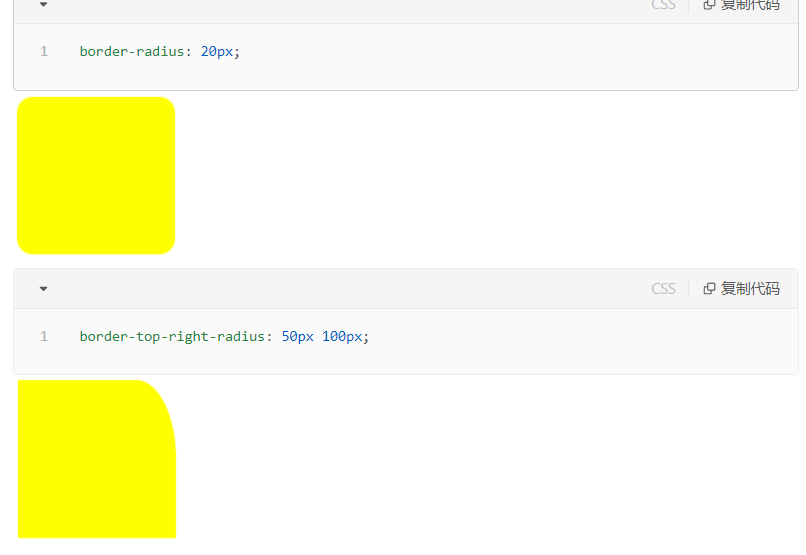 CSS 复制代码
1 border-radius: 20px;
CSS 复制代码
1 border-top-right-radius: 50px 100px;